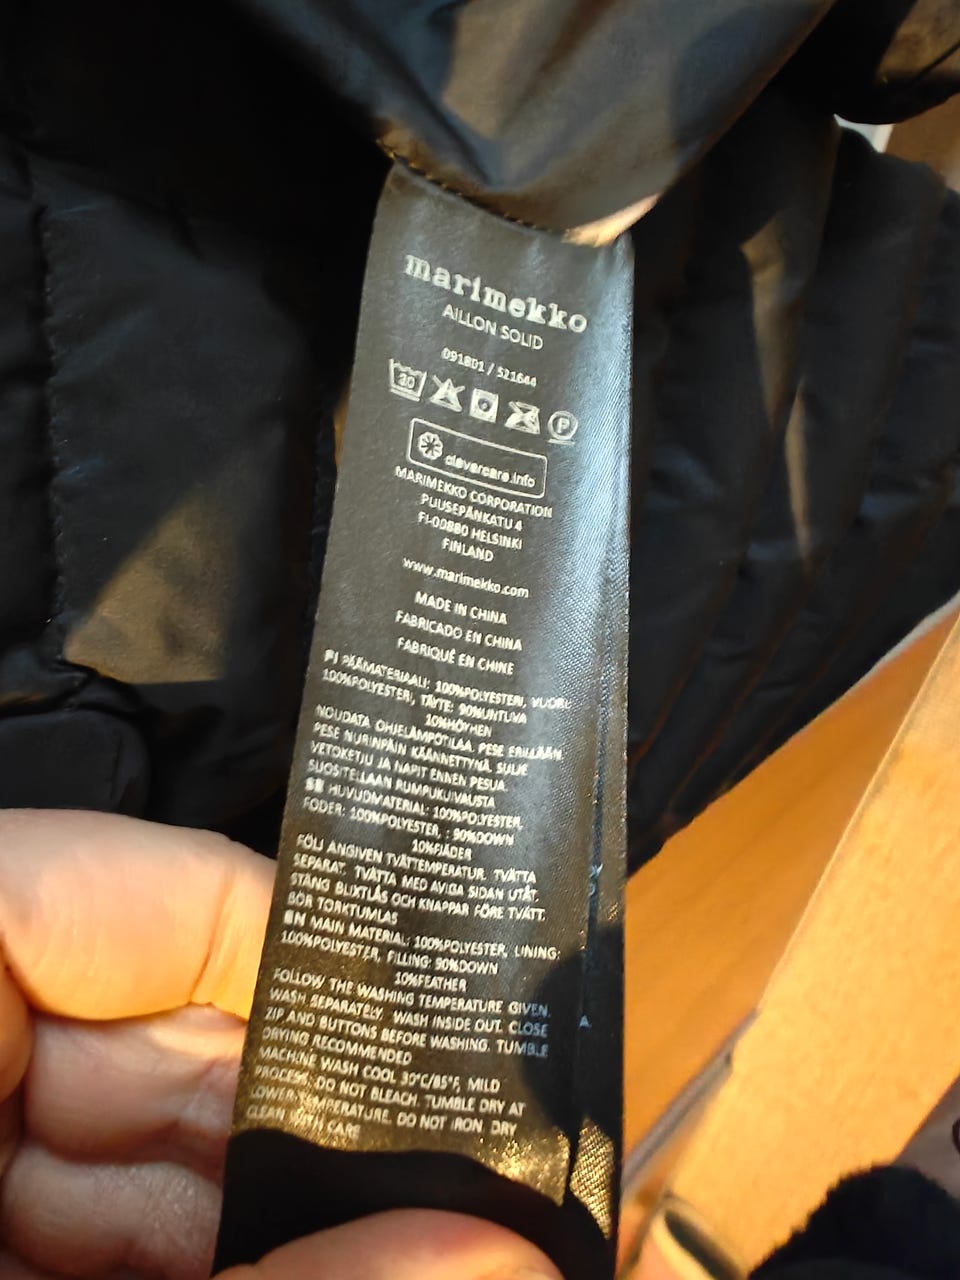 marimekko
AILLON SOLID
091801 / 521644
30
P
clevercare.info
MARIMEKKO CORPORATION
PUUSEPÄNKATU 4
FI-00880 HELSINKI
FINLAND
www.marimekko.com
MADE IN CHINA
FABRICADO EN CHINA
FABRIQUÉ EN CHINE
FI PÄÄMATERIAALI: 100%POLYESTERI, VUORI:
100%POLYESTERI, TÄYTE: 90%UNTUVA
10%HÖYHEN
NOUDATA OHJELÄMPÖTILAA. PESE ERILLÄÄN.
PESE NURINPÄIN KÄÄNNETTYNÄ. SULJE
VETOKETJU JA NAPIT ENNEN PESUA.
SUOSITELLAAN RUMPUKUIVAUSTA
SE HUVUDMATERIAL: 100%POLYESTER,
FODER: 100%POLYESTER, : 90%DOWN
10%FJÄDER
FÖLJ ANGIVEN TVÄTTEMPERATUR. TVÄTTA
SEPARAT. TVÄTTA MED AVIGA SIDAN UTÅT.
STÄNG BLIXTLÅS OCH KNAPPAR FÖRE TVÄTT.
BÖR TORKTUMLAS
EN MAIN MATERIAL: 100%POLYESTER, LINING:
100%POLYESTER, FILLING: 90%DOWN
10%FEATHER
FOLLOW THE WASHING TEMPERATURE GIVEN.
WASH SEPARATELY. WASH INSIDE OUT. CLOSE
ZIP AND BUTTONS BEFORE WASHING. TUMBLE
DRYING RECOMMENDED
MACHINE WASH COOL 30°C/85°F, MILD
PROCESS. DO NOT BLEACH. TUMBLE DRY AT
LOWER TEMPERATURE. DO NOT IRON. DRY
CLEAN WITH CARE